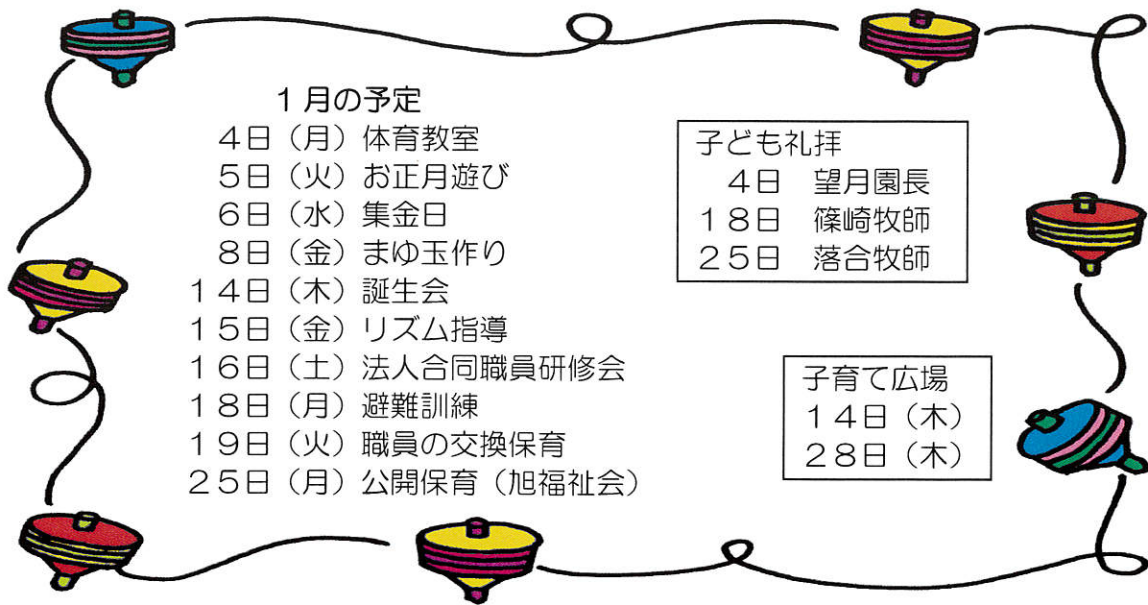 １月の予定
４日（月）体育教室
５日（火）お正月遊び
６日（水）集金日
８日（金）まゆ玉作り
１４日（木）誕生会
１５日（金）リズム指導
１６日（土）法人合同職員研修会
１８日（月）避難訓練
１９日（火）職員の交換保育
２５日（月）公開保育（旭福祉会）
子ども礼拝
４日　望月園長
１８日　篠崎牧師
２５日　落合牧師
子育て広場
１４日（木）
２８日（木）